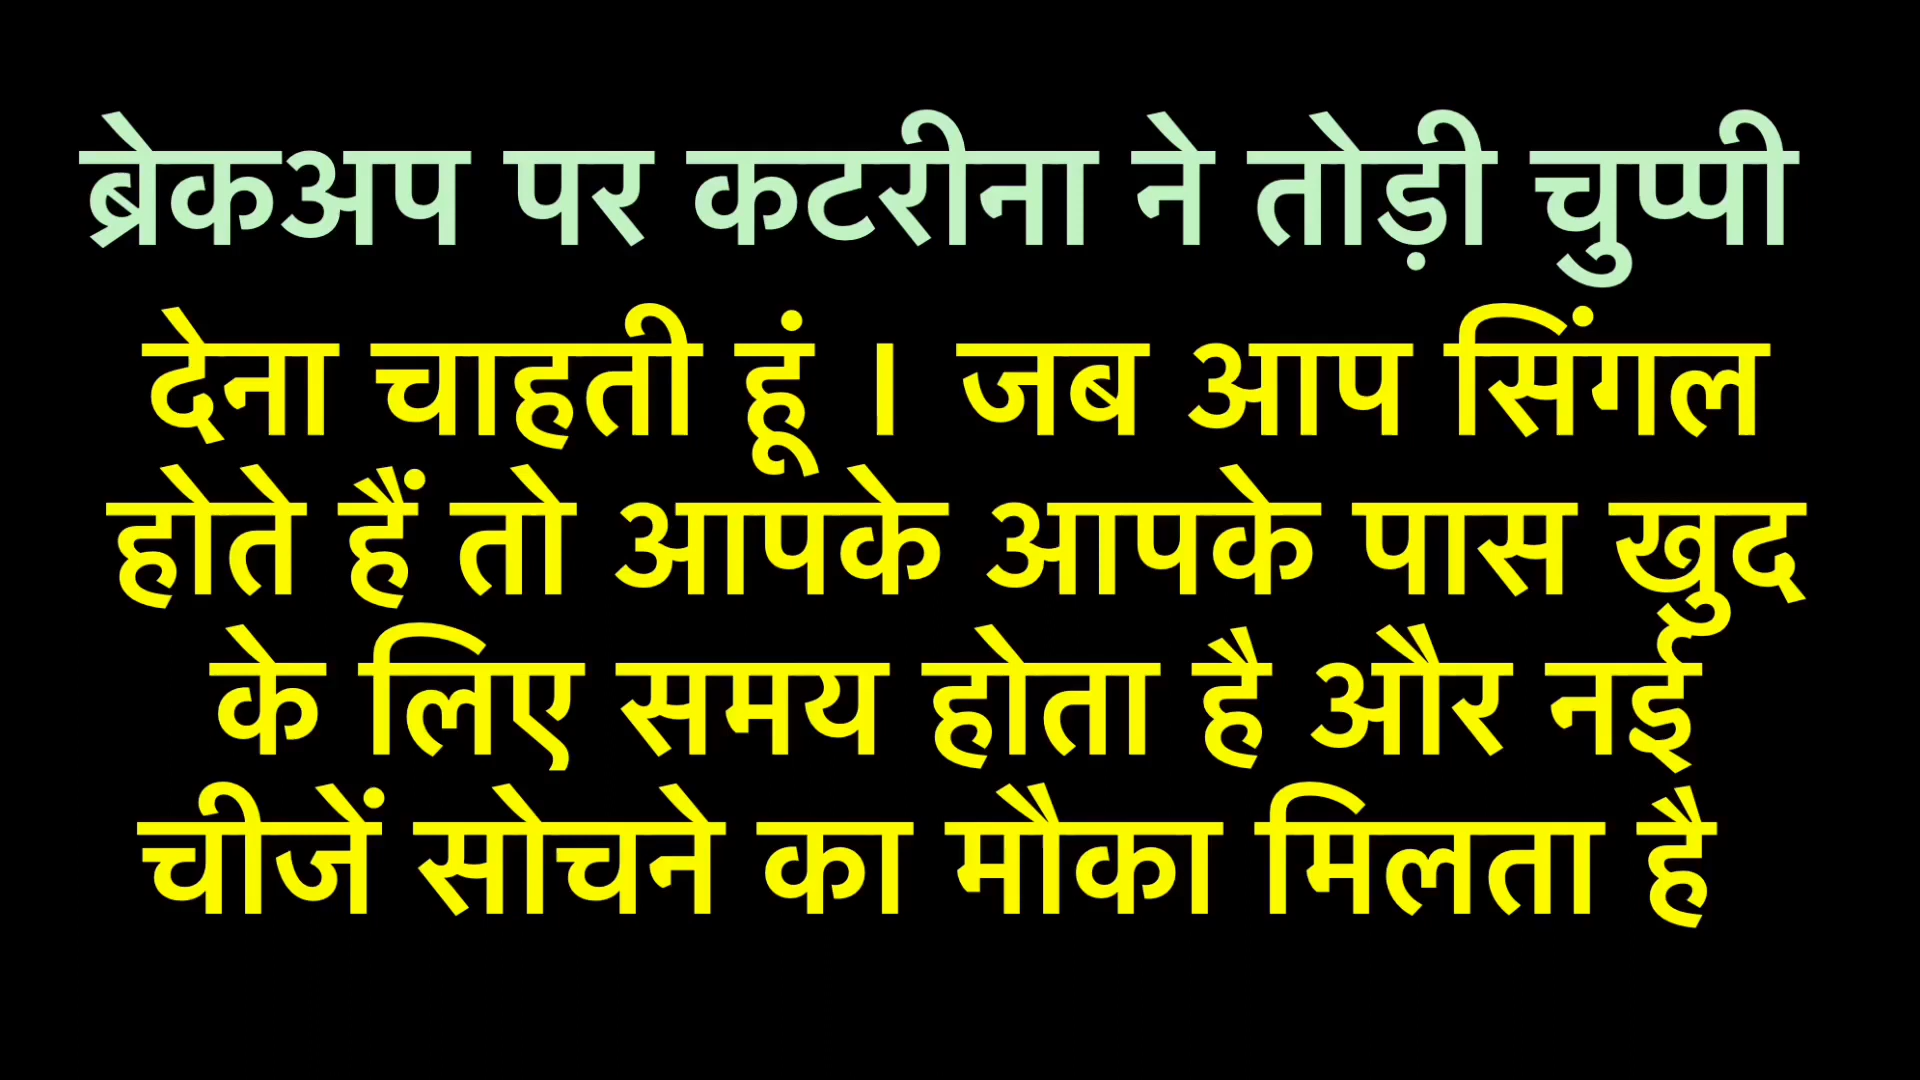 ब्रेकअप पर कटरीना ने तोड़ी चुप्पी
देना चाहती हूं । जब आप सिंगल
होते हैं तो आपके आपके पास खुद
के लिए समय होता है और नई
चीजें सोचने का मौका मिलता है